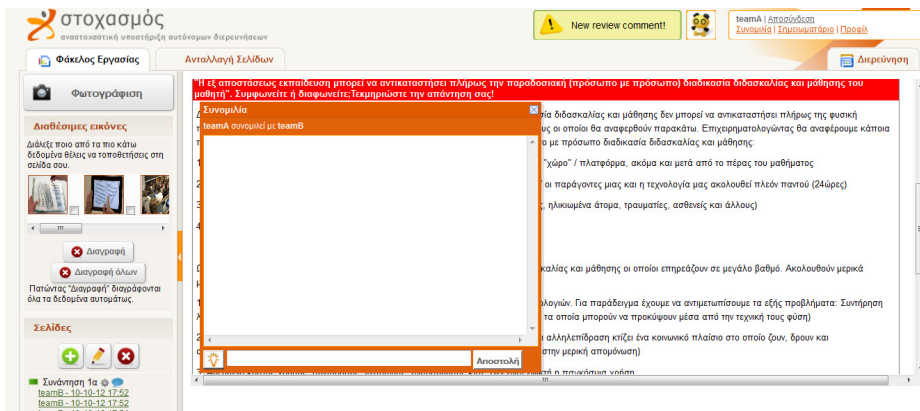 στοχασμός
αναστοχαστική υποστήριξη αυτόνομων διερευνήσεων
New review comment!
teamA | Αποσύνδεση
Συνομιλία | Σημειωματάριο | Προφίλ
Φάκελος Εργασίας
Ανταλλαγή Σελίδων
Διερεύνηση
Φωτογράφιση
Διαθέσιμες εικόνες
Διάλεξε ποιο από τα πιο κάτω
δεδομένα θέλεις να τοποθετήσεις στη
σελίδα σου.
Διαγραφή
Διαγραφή όλων
Πατώντας "Διαγραφή" διαγράφονται
όλα τα δεδομένα αυτομάτως.
Σελίδες
Συνάντηση 1α
teamB - 10-10-12 17:52
teamB - 10-10-12 17:52
"Η εξ αποστάσεως εκπαίδευση μπορεί να αντικαταστήσει πλήρως την παραδοσιακή (πρόσωπο με πρόσωπο) διαδικασία διδασκαλίας και μάθησης του
μαθητή". Συμφωνείτε ή διαφωνείτε;Τεκμηριώστε την απάντηση σας!
Συνομιλία
teamA συνομιλεί με teamB
Αποστολή
ία διδασκαλίας και μάθησης δεν μπορεί να αντικαταστήσει πλήρως της φυσική
υς οι οποίοι θα αναφερθούν παρακάτω. Επιχειρηματολογώντας θα αναφέρουμε κάποια
ο με πρόσωπο διαδικασία διδασκαλίας και μάθησης:
"χώρο" / πλατφόρμα, ακόμα και μετά από το πέρας του μαθήματος
οι παράγοντες μιας και η τεχνολογία μας ακολουθεί πλέον παντού (24ώρες)
, ηλικιωμένα άτομα, τραυματίες, ασθενείς και άλλους)
καλίας και μάθησης οι οποίοι επηρεάζουν σε μεγάλο βαθμό. Ακολουθούν μερικά
ολογιών. Για παράδειγμα έχουμε να αντιμετωπίσουμε τα εξής προβλήματα: Συντήρηση
τα οποία μπορούν να προκύψουν μέσα από την τεχνική τους φύση)
αλληλεπίδραση κτίζει ένα κοινωνικό πλαίσιο στο οποίο ζουν, δρουν και
στην μερική απομόνωση)